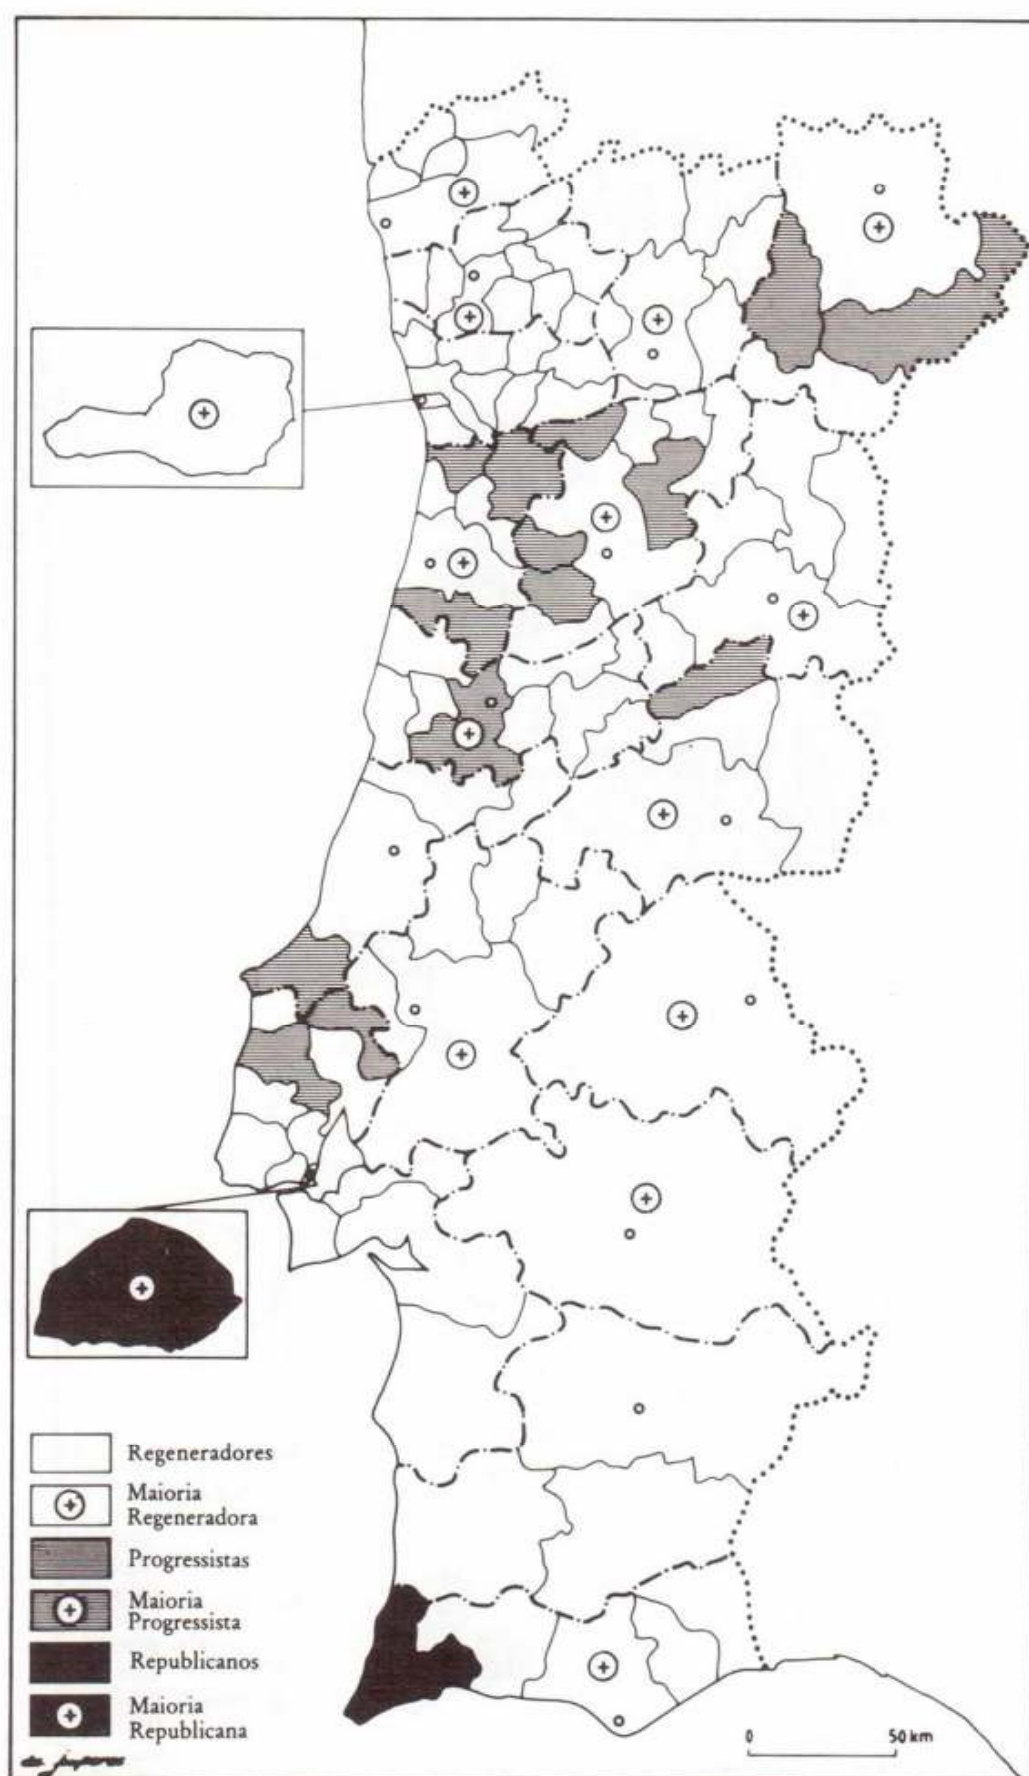 Regeneradores
Maioria
Regeneradora
Progressistas
Maioria
Progressista
Republicanos
Maioria
Republicana
0 50 km